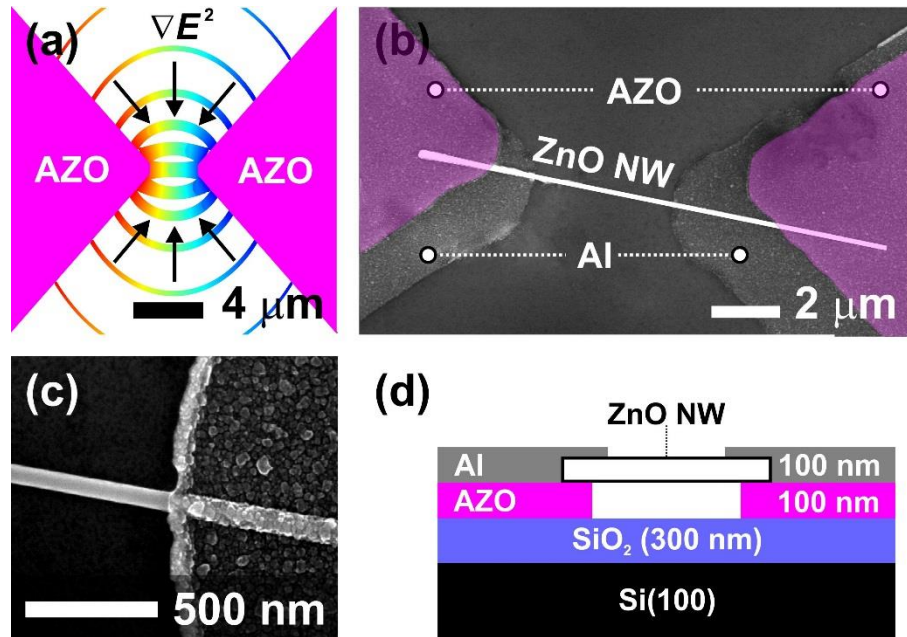 (a)
∇E²
AZO
AZO
4 μm
(b)
AZO
ZnO NW
Al
2 μm
(c)
500 nm
(d)
ZnO NW
Al
100 nm
AZO
100 nm
SiO₂ (300 nm)
Si(100)